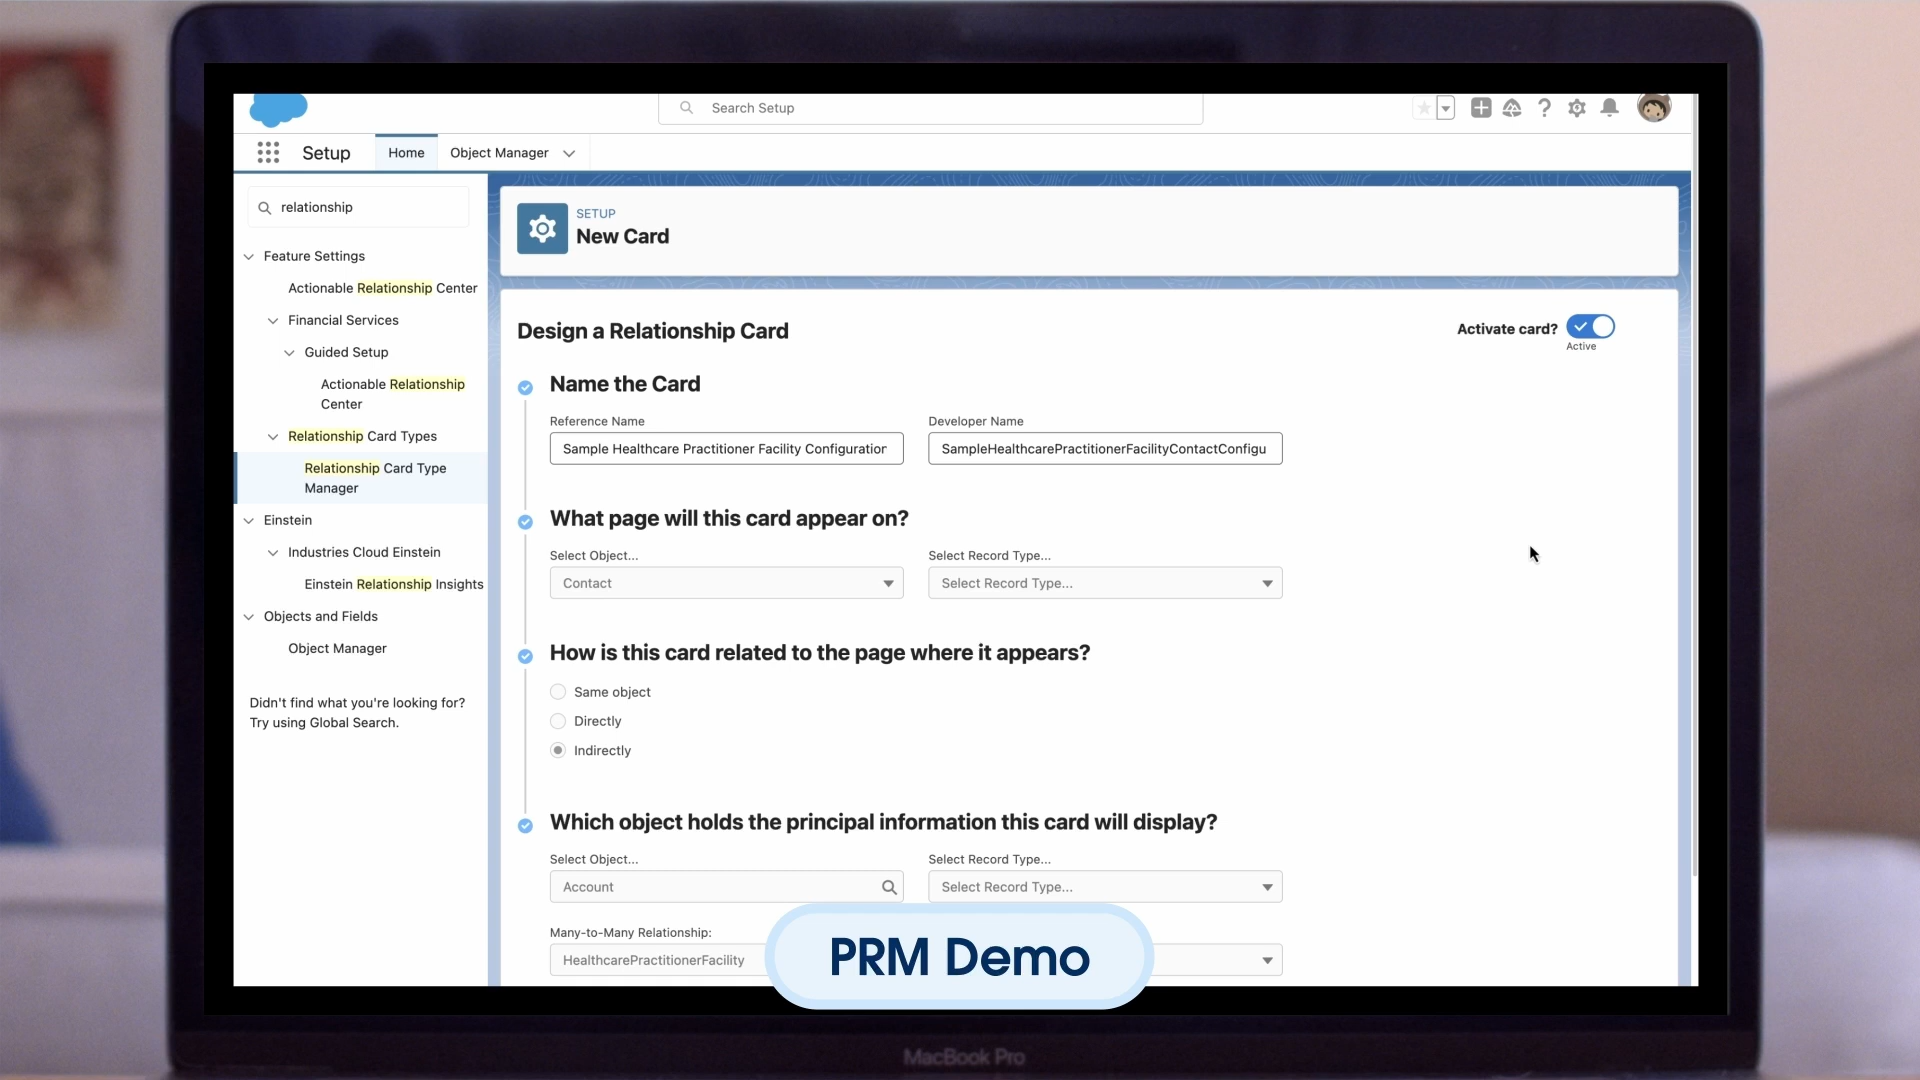 Search Setup
Setup
Home
Object Manager
relationship
Feature Settings
Actionable Relationship Center
Financial Services
Guided Setup
Actionable Relationship
Center
Relationship Card Types
Relationship Card Type
Manager
Einstein
Industries Cloud Einstein
Einstein Relationship Insights
Objects and Fields
Object Manager
Didn't find what you're looking for?
Try using Global Search.
SETUP
New Card
Design a Relationship Card
Activate card?
Active
Name the Card
Reference Name
Developer Name
Sample Healthcare Practitioner Facility Configuration
SampleHealthcarePractitionerFacilityContactConfigu
What page will this card appear on?
Select Object...
Select Record Type...
Contact
Select Record Type...
How is this card related to the page where it appears?
Same object
Directly
Indirectly
Which object holds the principal information this card will display?
Select Object...
Select Record Type...
Account
Select Record Type...
Many-to-Many Relationship:
HealthcarePractitionerFacility
PRM Demo
MacBook Pro